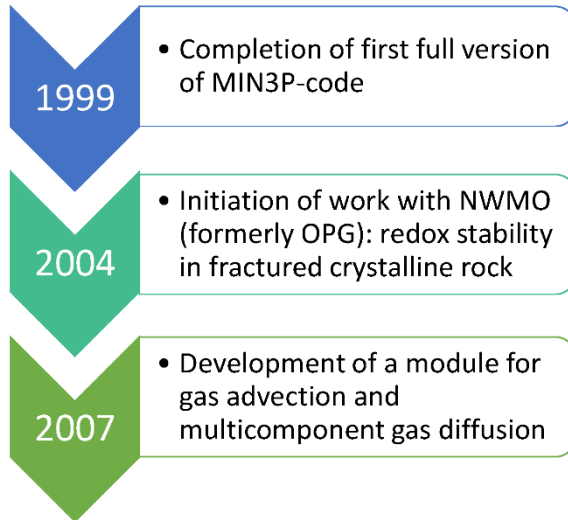 1999
• Completion of first full version
of MIN3P-code
2004
• Initiation of work with NWMO
(formerly OPG): redox stability
in fractured crystalline rock
2007
• Development of a module for
gas advection and
multicomponent gas diffusion